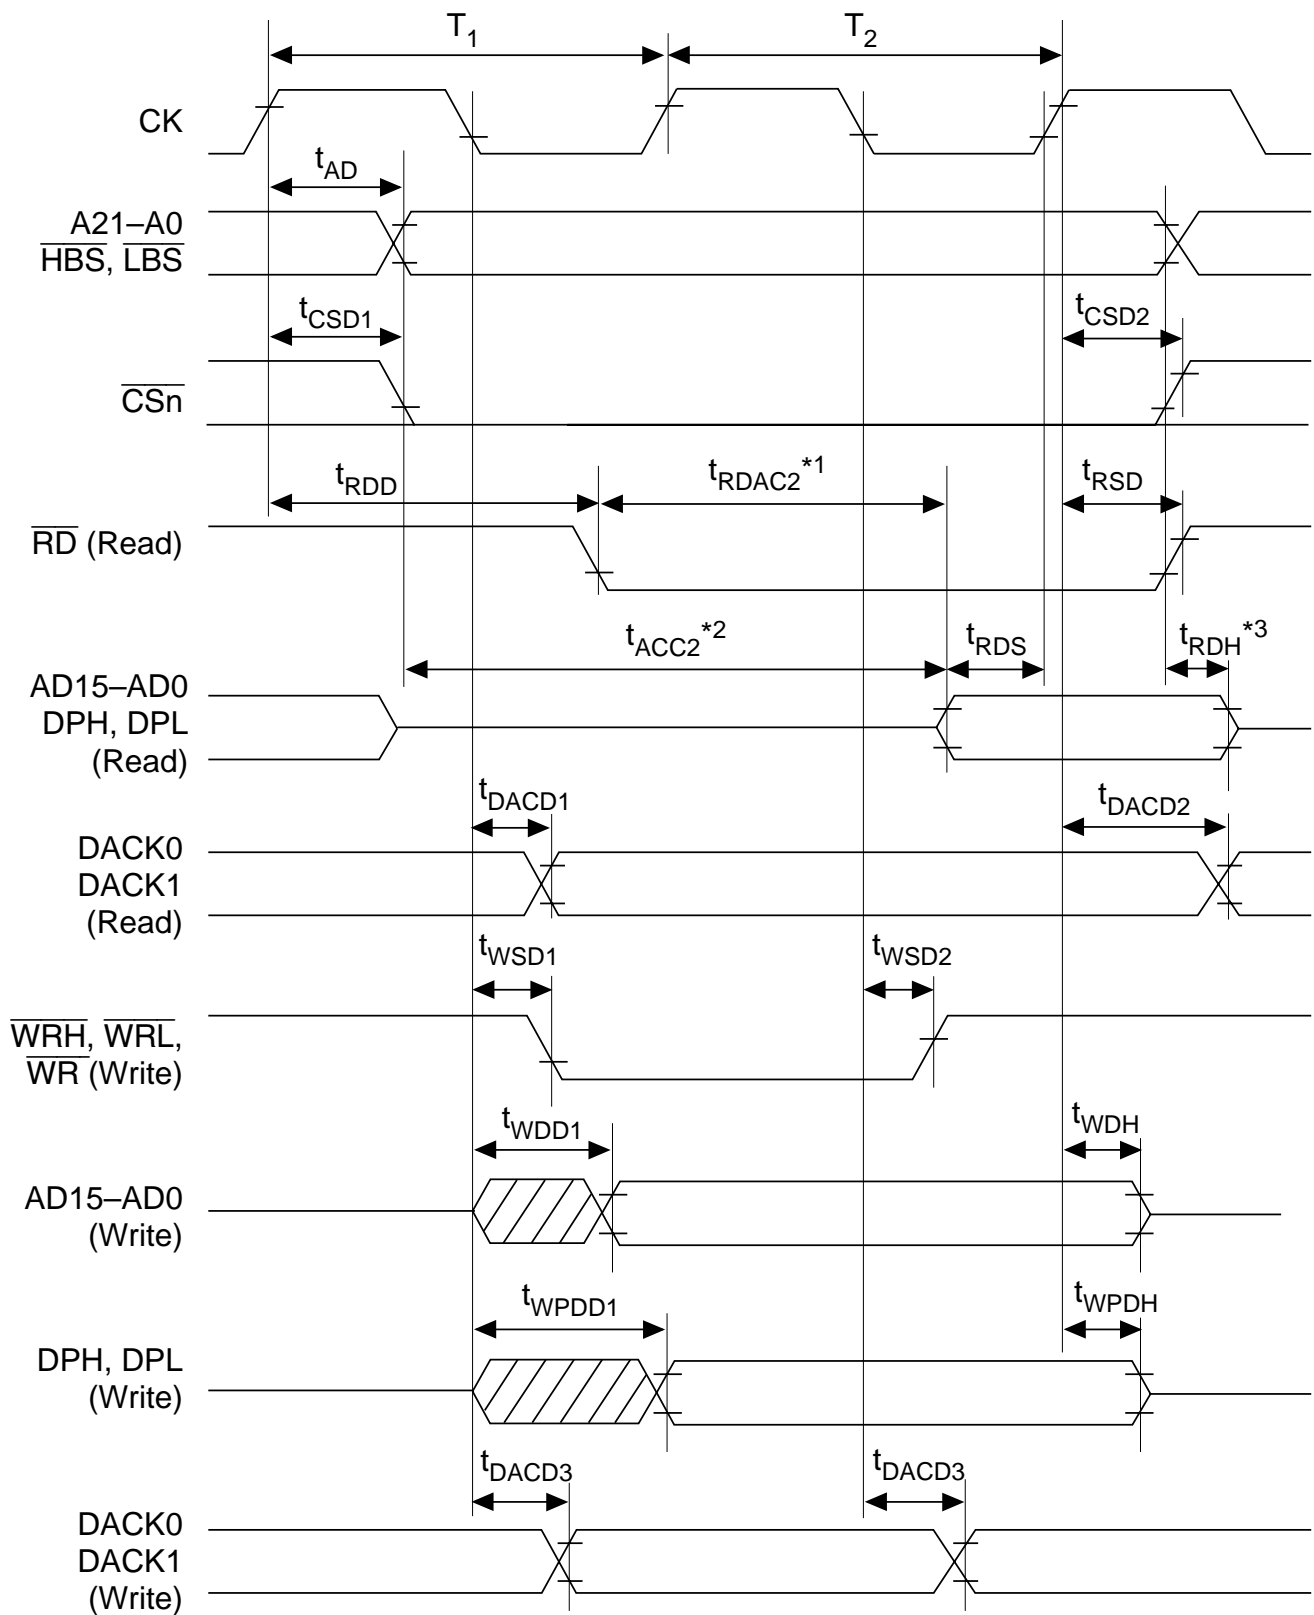 T1
T2
CK
tAD
A21–A0
HBS, LBS
tCSD1
tCSD2
CSn
tRDD
tRDAC2*1
tRSD
RD (Read)
tACC2*2
tRDS
tRDH*3
AD15–AD0
DPH, DPL
(Read)
tDACD1
tDACD2
DACK0
DACK1
(Read)
tWSD1
tWSD2
WRH, WRL,
WR (Write)
tWDD1
tWDH
AD15–AD0
(Write)
tWPDD1
tWPDH
DPH, DPL
(Write)
tDACD3
tDACD3
DACK0
DACK1
(Write)